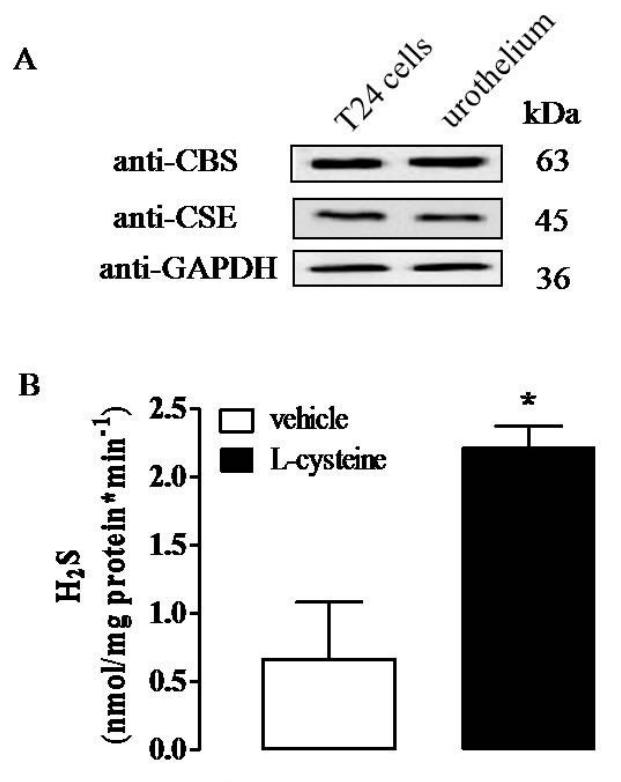 A
T24 cells
urothelium
kDa
anti-CBS 63
anti-CSE 45
anti-GAPDH 36
B
*
2.5
2.0
1.5
1.0
0.5
0.0
vehicle
L-cysteine
H₂S
(nmol/mg protein*min⁻¹)